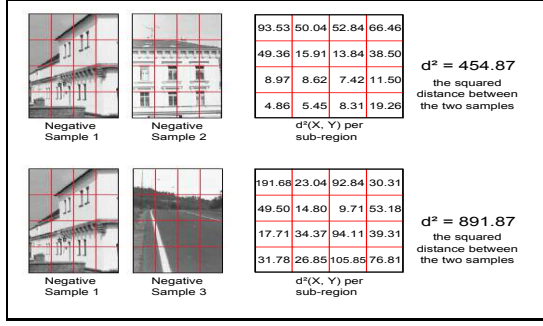 93.53 50.04 52.84 66.46
49.36 15.91 13.84 38.50
8.97 8.62 7.42 11.50
4.86 5.45 8.31 19.26
d² = 454.87
the squared
distance between
the two samples
Negative
Sample 1
Negative
Sample 2
d²(X, Y) per
sub-region
191.68 23.04 92.84 30.31
49.50 14.80 9.71 53.18
17.71 34.37 94.11 39.31
31.78 26.85 105.85 76.81
d² = 891.87
the squared
distance between
the two samples
Negative
Sample 1
Negative
Sample 3
d²(X, Y) per
sub-region